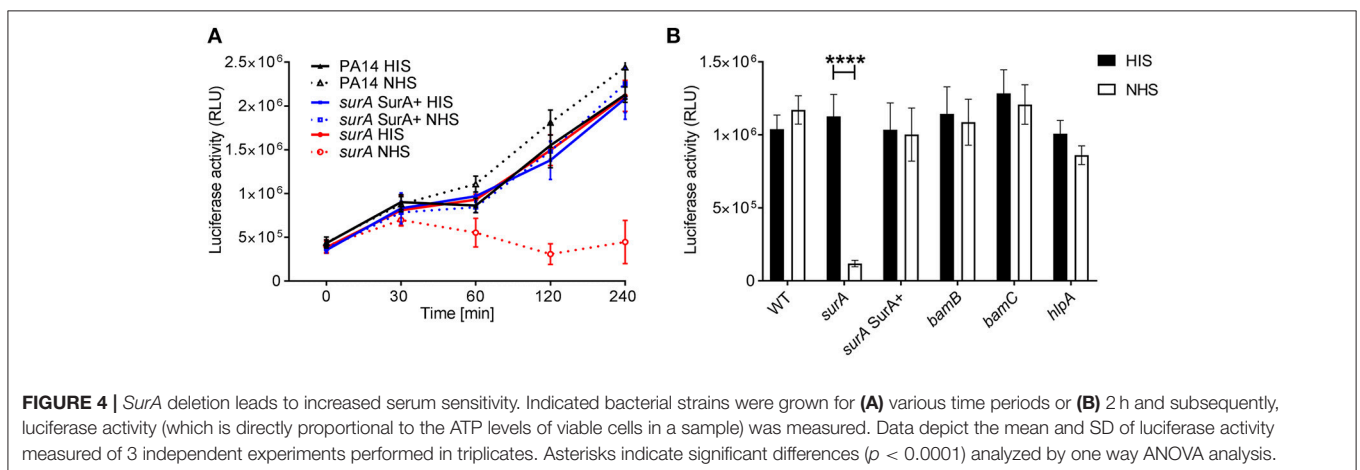 A
PA14 HIS
PA14 NHS
surA SurA+ HIS
surA SurA+ NHS
surA HIS
surA NHS
Luciferase activity (RLU)
2.5×10⁶
2×10⁶
1.5×10⁶
1×10⁶
5×10⁵
0
0 30 60 120 240
Time [min]
B
****
HIS
NHS
Luciferase activity (RLU)
1.5×10⁶
1×10⁶
5×10⁵
0
WT
surA
surA SurA+
bamB
bamC
hlpA
FIGURE 4 | SurA deletion leads to increased serum sensitivity. Indicated bacterial strains were grown for (A) various time periods or (B) 2 h and subsequently,
luciferase activity (which is directly proportional to the ATP levels of viable cells in a sample) was measured. Data depict the mean and SD of luciferase activity
measured of 3 independent experiments performed in triplicates. Asterisks indicate significant differences (p < 0.0001) analyzed by one way ANOVA analysis.